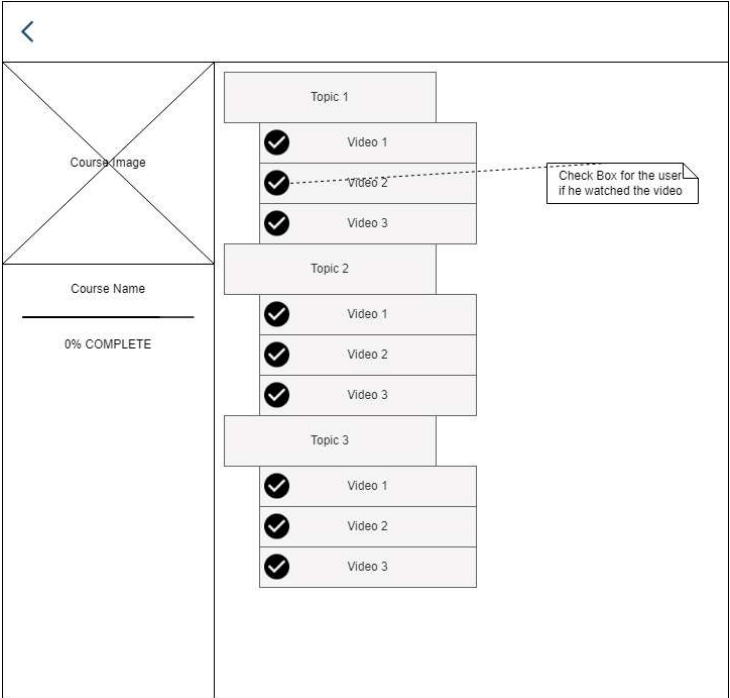 Course Image
Course Name
0% COMPLETE
Topic 1
Video 1
Video 2
Video 3
Check Box for the user
if he watched the video
Topic 2
Video 1
Video 2
Video 3
Topic 3
Video 1
Video 2
Video 3